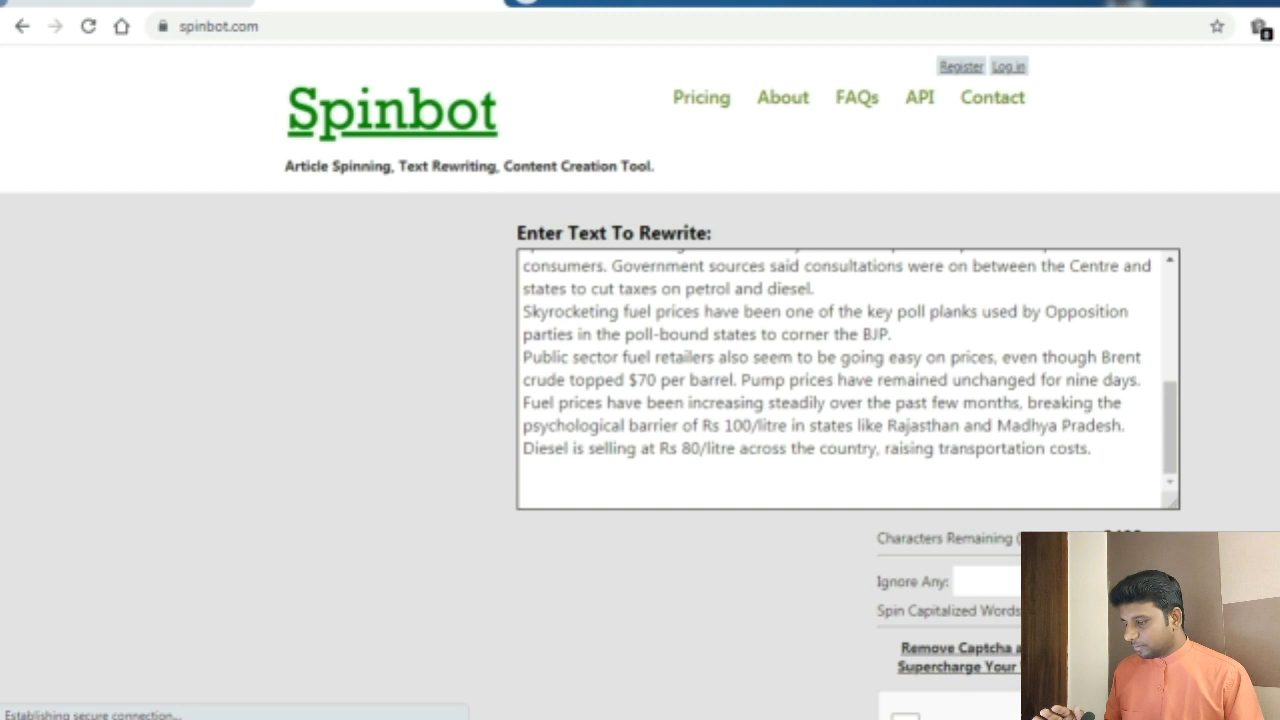 spinbot.com
Register Log in
Spinbot
Pricing About FAQs API Contact
Article Spinning, Text Rewriting, Content Creation Tool.
Enter Text To Rewrite:
consumers. Government sources said consultations were on between the Centre and
states to cut taxes on petrol and diesel.
Skyrocketing fuel prices have been one of the key poll planks used by Opposition
parties in the poll-bound states to corner the BJP.
Public sector fuel retailers also seem to be going easy on prices, even though Brent
crude topped $70 per barrel. Pump prices have remained unchanged for nine days.
Fuel prices have been increasing steadily over the past few months, breaking the
psychological barrier of Rs 100/litre in states like Rajasthan and Madhya Pradesh.
Diesel is selling at Rs 80/litre across the country, raising transportation costs.
Characters Remaining (
Ignore Any:
Spin Capitalized Words
Remove Captcha a
Supercharge Your
Establishing secure connection...